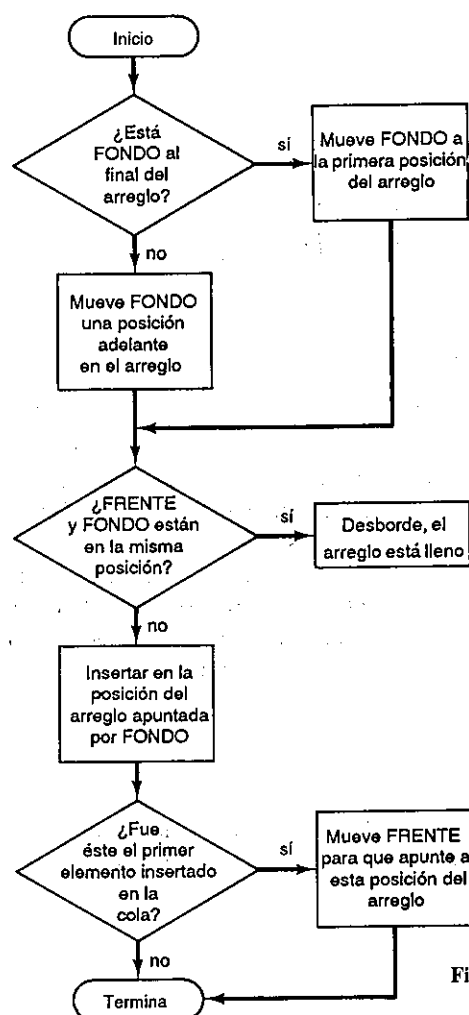 Inicio
¿Está
FONDO al
final del
arreglo?
sí
Mueve FONDO a
la primera posición
del arreglo
no
Mueve FONDO
una posición
adelante
en el arreglo
¿FRENTE
y FONDO están
en la misma
posición?
sí
Desborde, el
arreglo está lleno
no
Insertar en la
posición del
arreglo apuntada
por FONDO
¿Fue
éste el primer
elemento insertado
en la
cola?
sí
Mueve FRENTE
para que apunte a
esta posición del
arreglo
no
Termina
Fi